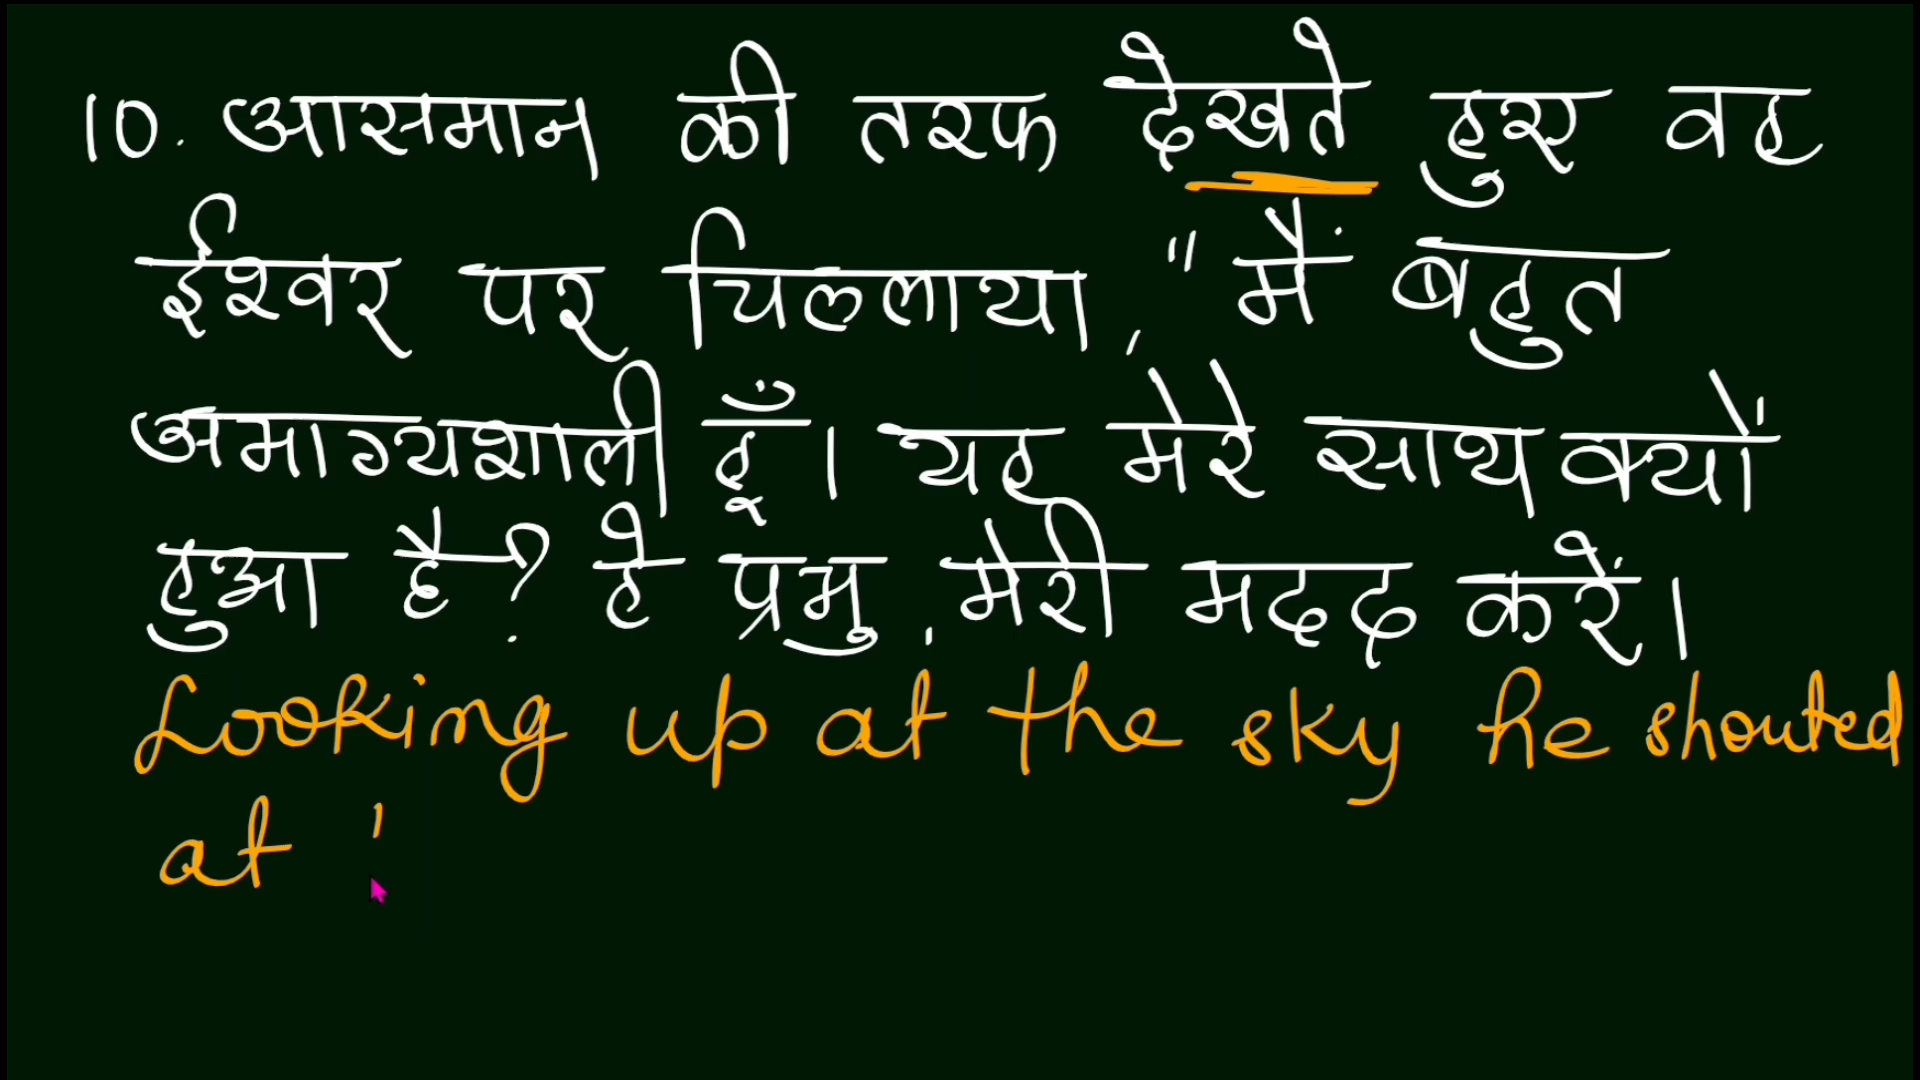 10. आसमान की तरफ देखते हुए वह
ईश्वर पर चिल्लाया, "मैं बहुत
अभाग्यशाली हूँ। यह मेरे साथ क्यों
हुआ है? हे प्रभु, मेरी मदद करें।
Looking up at the sky he shouted
at